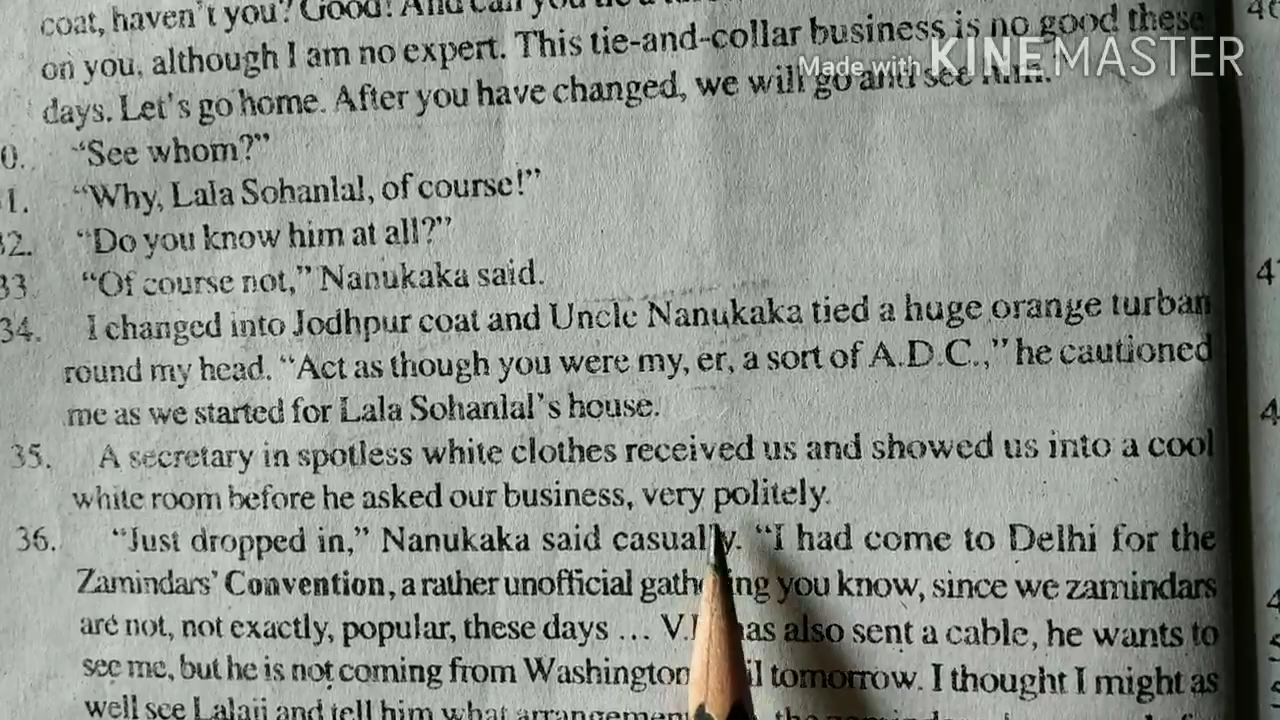 coat, haven't you? Good! And can you
on you, although I am no expert. This tie-and-collar business is no good these
days. Let's go home. After you have changed, we will go and see
Made with KINEMASTER
0. "See whom?"
1. "Why, Lala Sohanlal, of course!"
32. "Do you know him at all?"
33. "Of course not," Nanukaka said.
34. I changed into Jodhpur coat and Uncle Nanukaka tied a huge orange turban
round my head. "Act as though you were my, er, a sort of A.D.C.," he cautioned
me as we started for Lala Sohanlal's house.
35. A secretary in spotless white clothes received us and showed us into a cool
white room before he asked our business, very politely.
36. "Just dropped in," Nanukaka said casually. "I had come to Delhi for the
Zamindars' Convention, a rather unofficial gathering you know, since we zamindars
are not, not exactly, popular, these days ... has also sent a cable, he wants to
see me, but he is not coming from Washington tomorrow. I thought I might as
well see Lalaji and tell him what